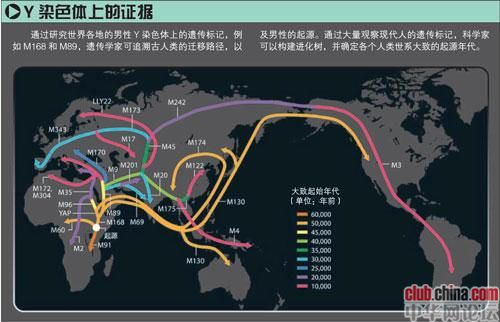 Y 染色体上的证据
通过研究世界各地的男性 Y 染色体上的遗传标记，例
如 M168 和 M89，遗传学家可追溯古人类的迁移路径，以
及男性的起源。通过大量观察现代人的遗传标记，科学家
可以构建进化树，并确定各个人类世系大致的起源年代。
LLY22
M242
M173
M343
M17
M45
M174
M170
M201
M122
M3
M9
M20
M172,
M304
M35
M96
YAP
M89
M168
M69
M175
M130
M60
起源
M2
M91
M4
M130
大致起始年代
（单位：年前）
60,000
50,000
45,000
40,000
35,000
30,000
25,000
20,000
10,000
club.china.com
中华网论坛